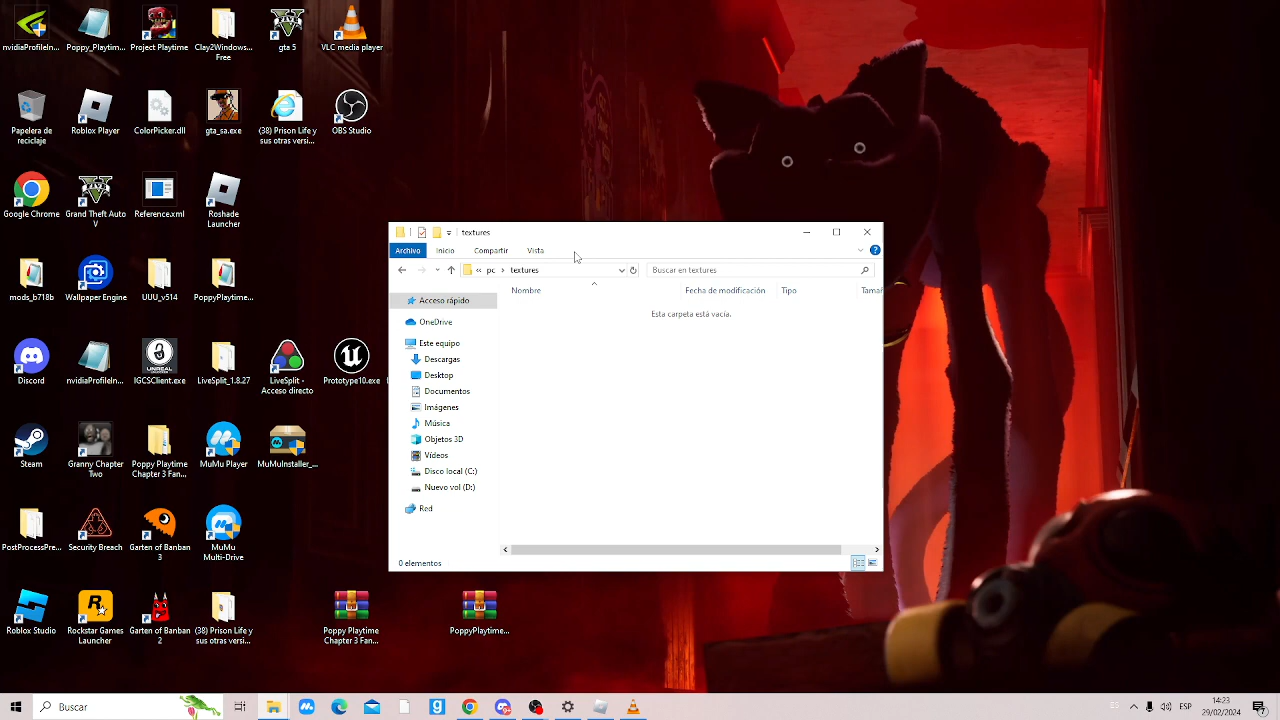 nvidiaProfileIn...
Poppy_Playtim...
Project Playtime
Clay2Windows...
Free
gta 5
VLC media player
Papelera de
reciclaje
Roblox Player
ColorPicker.dll
gta_sa.exe
(38) Prison Life y
sus otras versi...
OBS Studio
Google Chrome
Grand Theft Auto
V
Reference.xml
Roshade
Launcher
mods_b718b
Wallpaper Engine
UUU_v514
PoppyPlaytime...
Discord
nvidiaProfileIn...
IGCSClient.exe
LiveSplit_1.8.27
LiveSplit -
Acceso directo
Prototype10.exe
Steam
Granny Chapter
Two
Poppy Playtime
Chapter 3 Fan...
MuMu Player
MuMuInstaller_...
PostProcessPre...
Security Breach
Garten of Banban
3
MuMu
Multi-Drive
Roblox Studio
Rockstar Games
Launcher
Garten of Banban
2
(38) Prison Life y
sus otras versi...
Poppy Playtime
Chapter 3 Fan...
PoppyPlaytime...
textures
Archivo Inicio Compartir Vista
« pc › textures
Buscar en textures
Nombre Fecha de modificación Tipo Tamañ
Esta carpeta está vacía.
Acceso rápido
OneDrive
Este equipo
Descargas
Desktop
Documentos
Imágenes
Música
Objetos 3D
Vídeos
Disco local (C:)
Nuevo vol (D:)
Red
0 elementos
Buscar
ES
ESP
14:23
29/02/2024